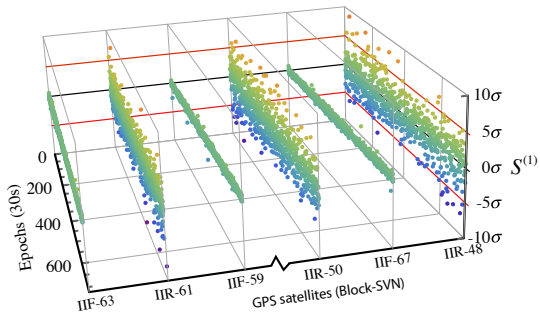 10σ
5σ
0σ S⁽¹⁾
-5σ
-10σ
0
200
400
600
Epochs (30s)
IIF-63
IIR-61
IIF-59
IIR-50
IIF-67
IIR-48
GPS satellites (Block-SVN)